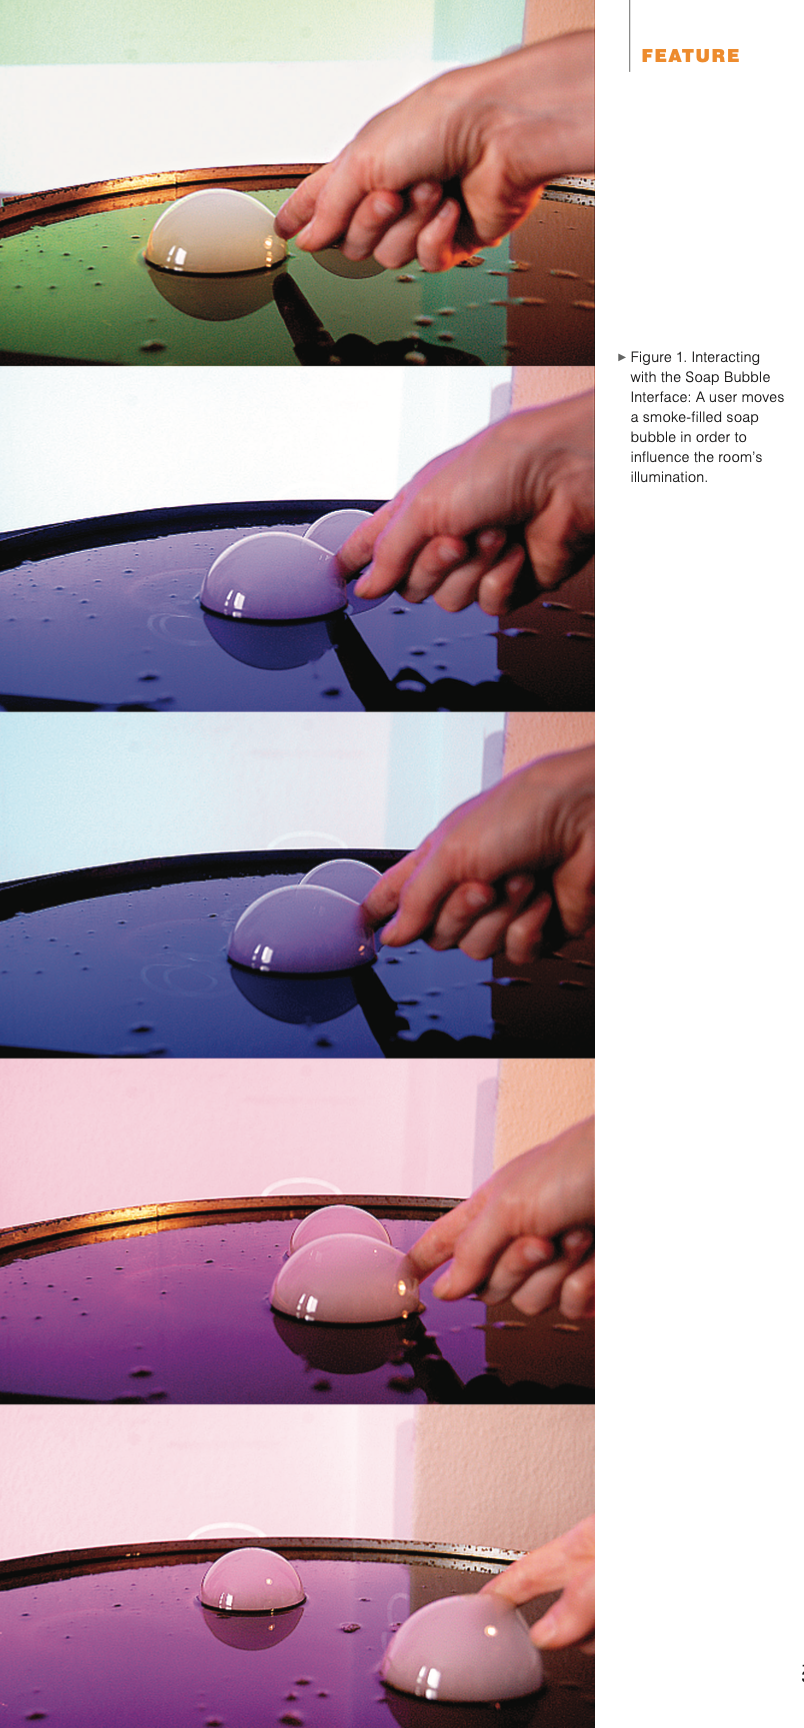 FEATURE
▶ Figure 1. Interacting
with the Soap Bubble
Interface: A user moves
a smoke-filled soap
bubble in order to
influence the room's
illumination.